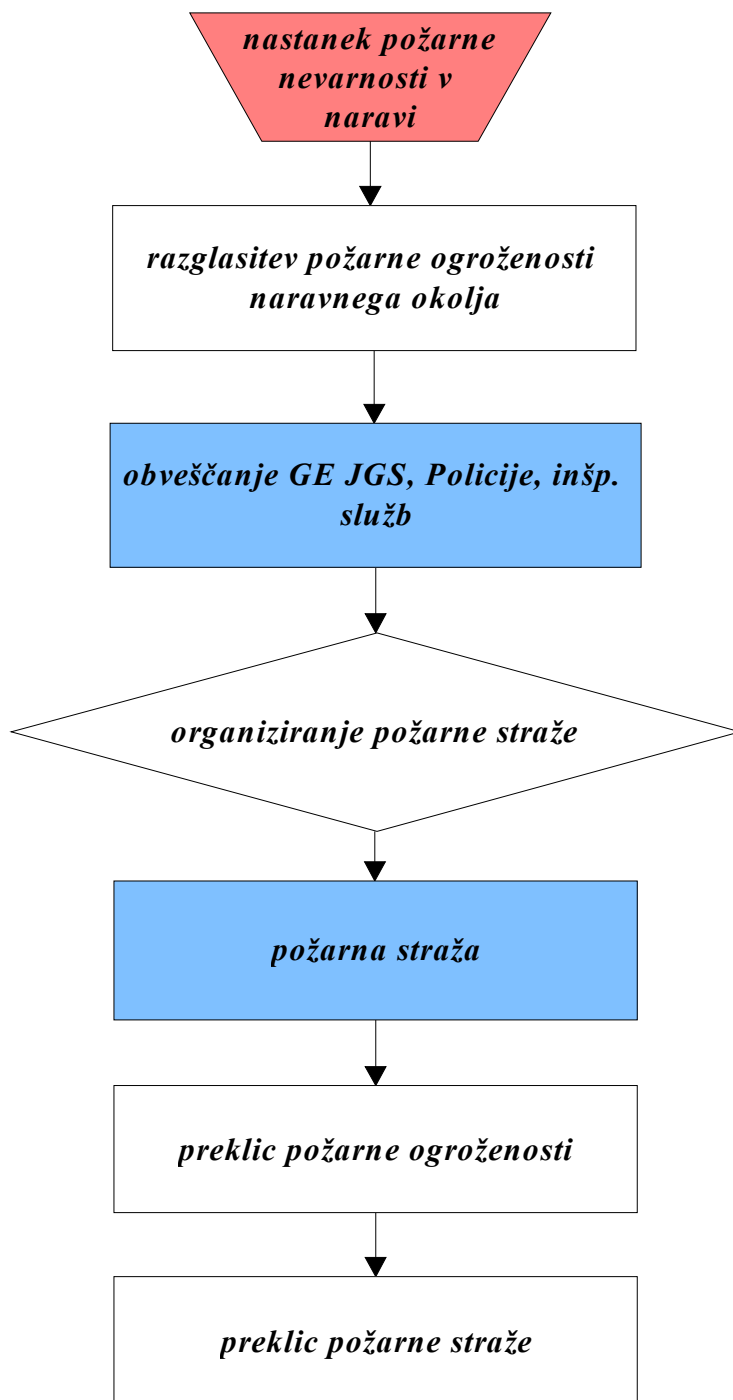 nastanek požarne
nevarnosti v
naravi
razglasitev požarne ogroženosti
naravnega okolja
obveščanje GE JGS, Policije, inšp.
služb
organiziranje požarne straže
požarna straža
preklic požarne ogroženosti
preklic požarne straže